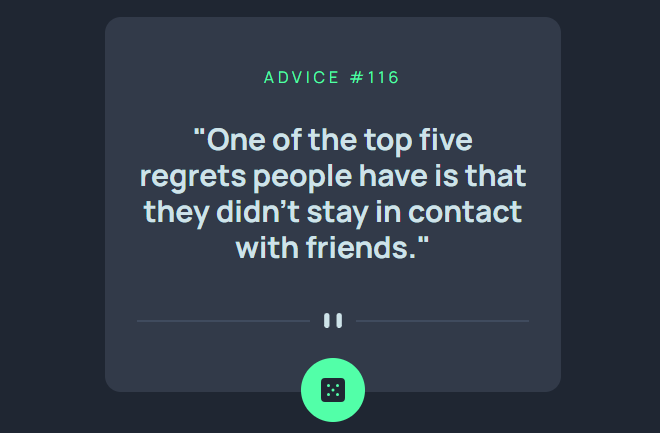 ADVICE #116
"One of the top five
regrets people have is that
they didn't stay in contact
with friends."